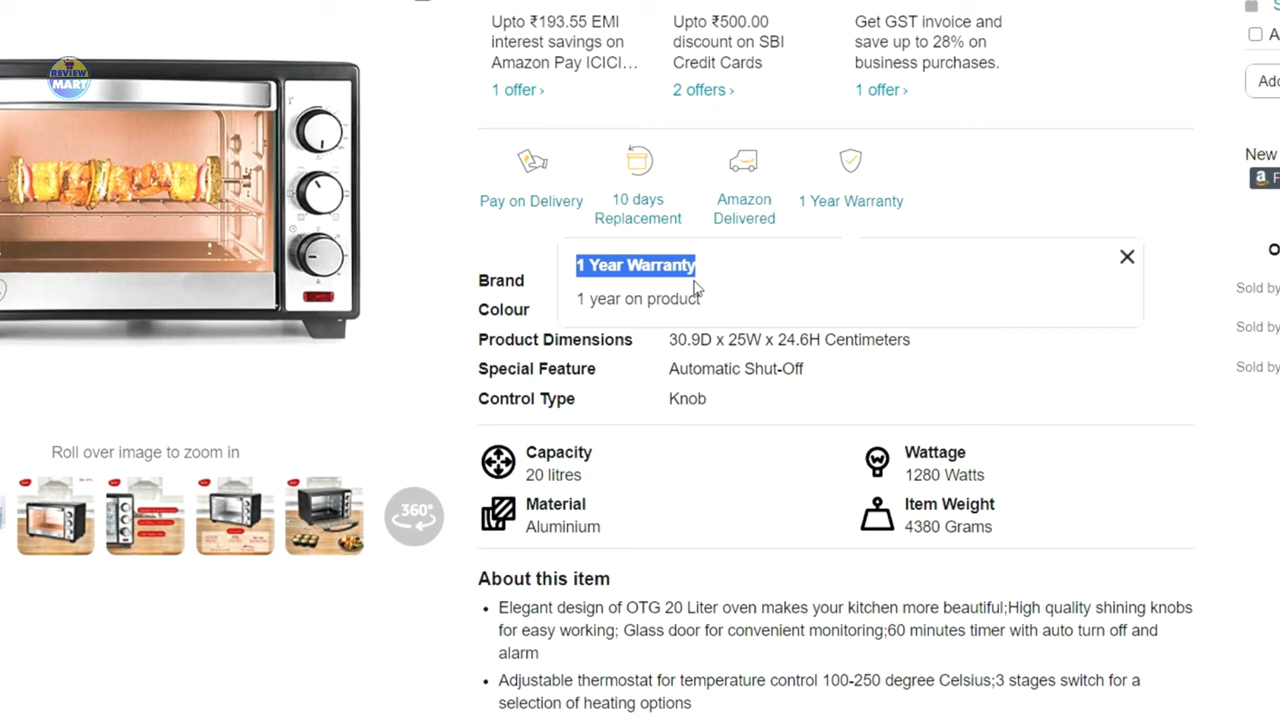 REVIEW
MART
Upto ₹193.55 EMI
interest savings on
Amazon Pay ICICI…
1 offer ›
Upto ₹500.00
discount on SBI
Credit Cards
2 offers ›
Get GST invoice and
save up to 28% on
business purchases.
1 offer ›
Pay on Delivery
10 days
Replacement
Amazon
Delivered
1 Year Warranty
1 Year Warranty
1 year on product
Brand
Colour
Product Dimensions 30.9D x 25W x 24.6H Centimeters
Special Feature Automatic Shut-Off
Control Type Knob
Capacity
20 litres
Wattage
1280 Watts
Material
Aluminium
Item Weight
4380 Grams
About this item
• Elegant design of OTG 20 Liter oven makes your kitchen more beautiful;High quality shining knobs
for easy working; Glass door for convenient monitoring;60 minutes timer with auto turn off and
alarm
• Adjustable thermostat for temperature control 100-250 degree Celsius;3 stages switch for a
selection of heating options
Roll over image to zoom in
360°
New
Sold by
Sold by
Sold by